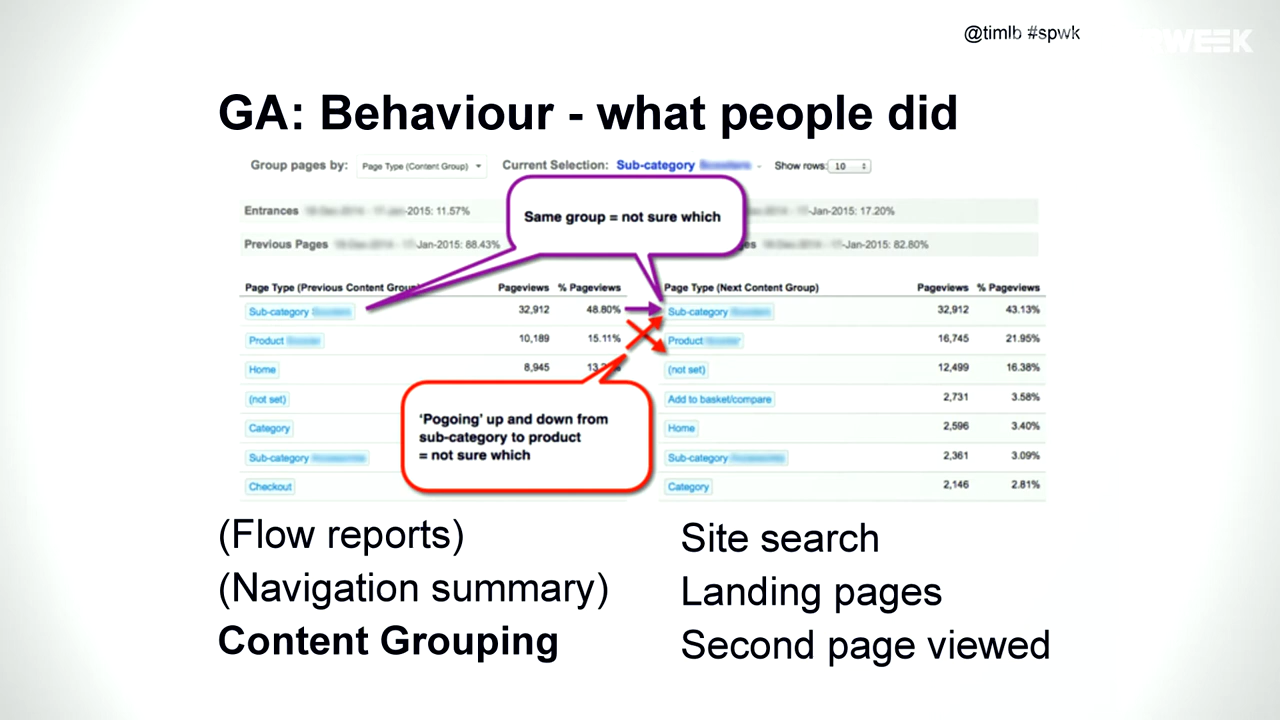 @timlb #spwk
WEEK
GA: Behaviour - what people did
Group pages by: Page Type (Content Group) Current Selection: Sub-category Show rows: 10
Same group = not sure which
Entrances -2015: 11.57% -Jan-2015: 17.20%
Previous Pages -Jan-2015: 88.43% -Jan-2015: 82.80%
Page Type (Previous Content Group) Pageviews % Pageviews Page Type (Next Content Group) Pageviews % Pageviews
Sub-category 32,912 48.80% Sub-category 32,912 43.13%
Product 10,189 15.11% Product 16,745 21.95%
Home 8,945 (not set) 12,499 16.38%
(not set) Add to basket/compare 2,731 3.58%
Category Home 2,596 3.40%
Sub-category Sub-category 2,361 3.09%
Checkout Category 2,146 2.81%
‘Pogoing’ up and down from
sub-category to product
= not sure which
(Flow reports)
(Navigation summary)
Content Grouping
Site search
Landing pages
Second page viewed